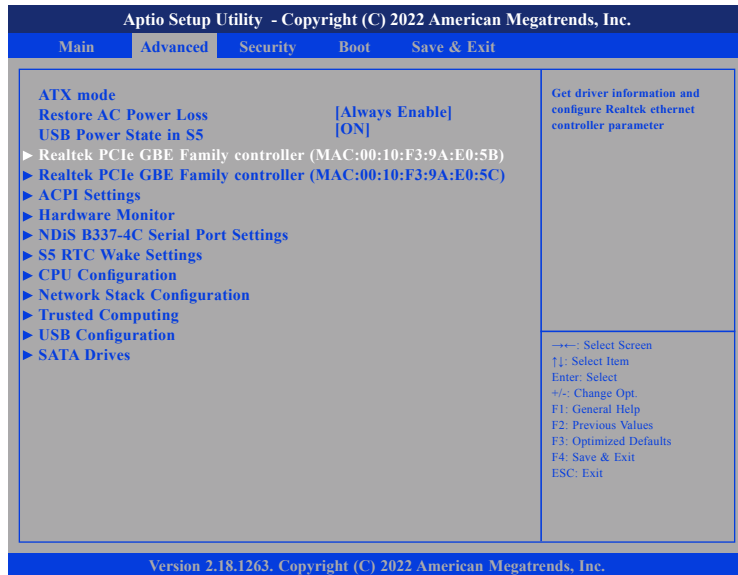 Aptio Setup Utility - Copyright (C) 2022 American Megatrends, Inc.
Main Advanced Security Boot Save & Exit
ATX mode
Restore AC Power Loss [Always Enable]
USB Power State in S5 [ON]
▶ Realtek PCIe GBE Family controller (MAC:00:10:F3:9A:E0:5B)
▶ Realtek PCIe GBE Family controller (MAC:00:10:F3:9A:E0:5C)
▶ ACPI Settings
▶ Hardware Monitor
▶ NDiS B337-4C Serial Port Settings
▶ S5 RTC Wake Settings
▶ CPU Configuration
▶ Network Stack Configuration
▶ Trusted Computing
▶ USB Configuration
▶ SATA Drives
Get driver information and
configure Realtek ethernet
controller parameter
→←: Select Screen
↑↓: Select Item
Enter: Select
+/-: Change Opt.
F1: General Help
F2: Previous Values
F3: Optimized Defaults
F4: Save & Exit
ESC: Exit
Version 2.18.1263. Copyright (C) 2022 American Megatrends, Inc.